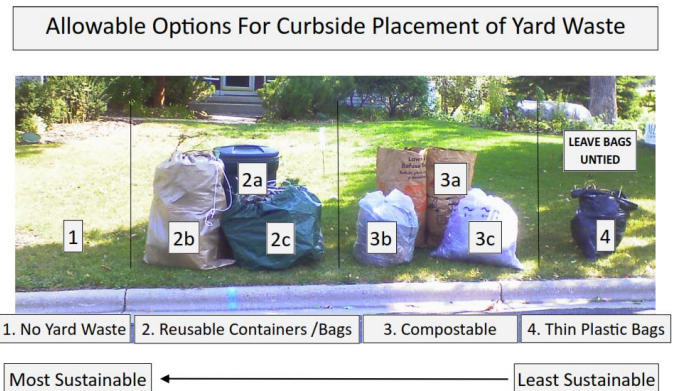 Allowable Options For Curbside Placement of Yard Waste
LEAVE BAGS
UNTIED
2a
3a
1
2b
2c
3b
3c
4
1. No Yard Waste
2. Reusable Containers /Bags
3. Compostable
4. Thin Plastic Bags
Most Sustainable
Least Sustainable